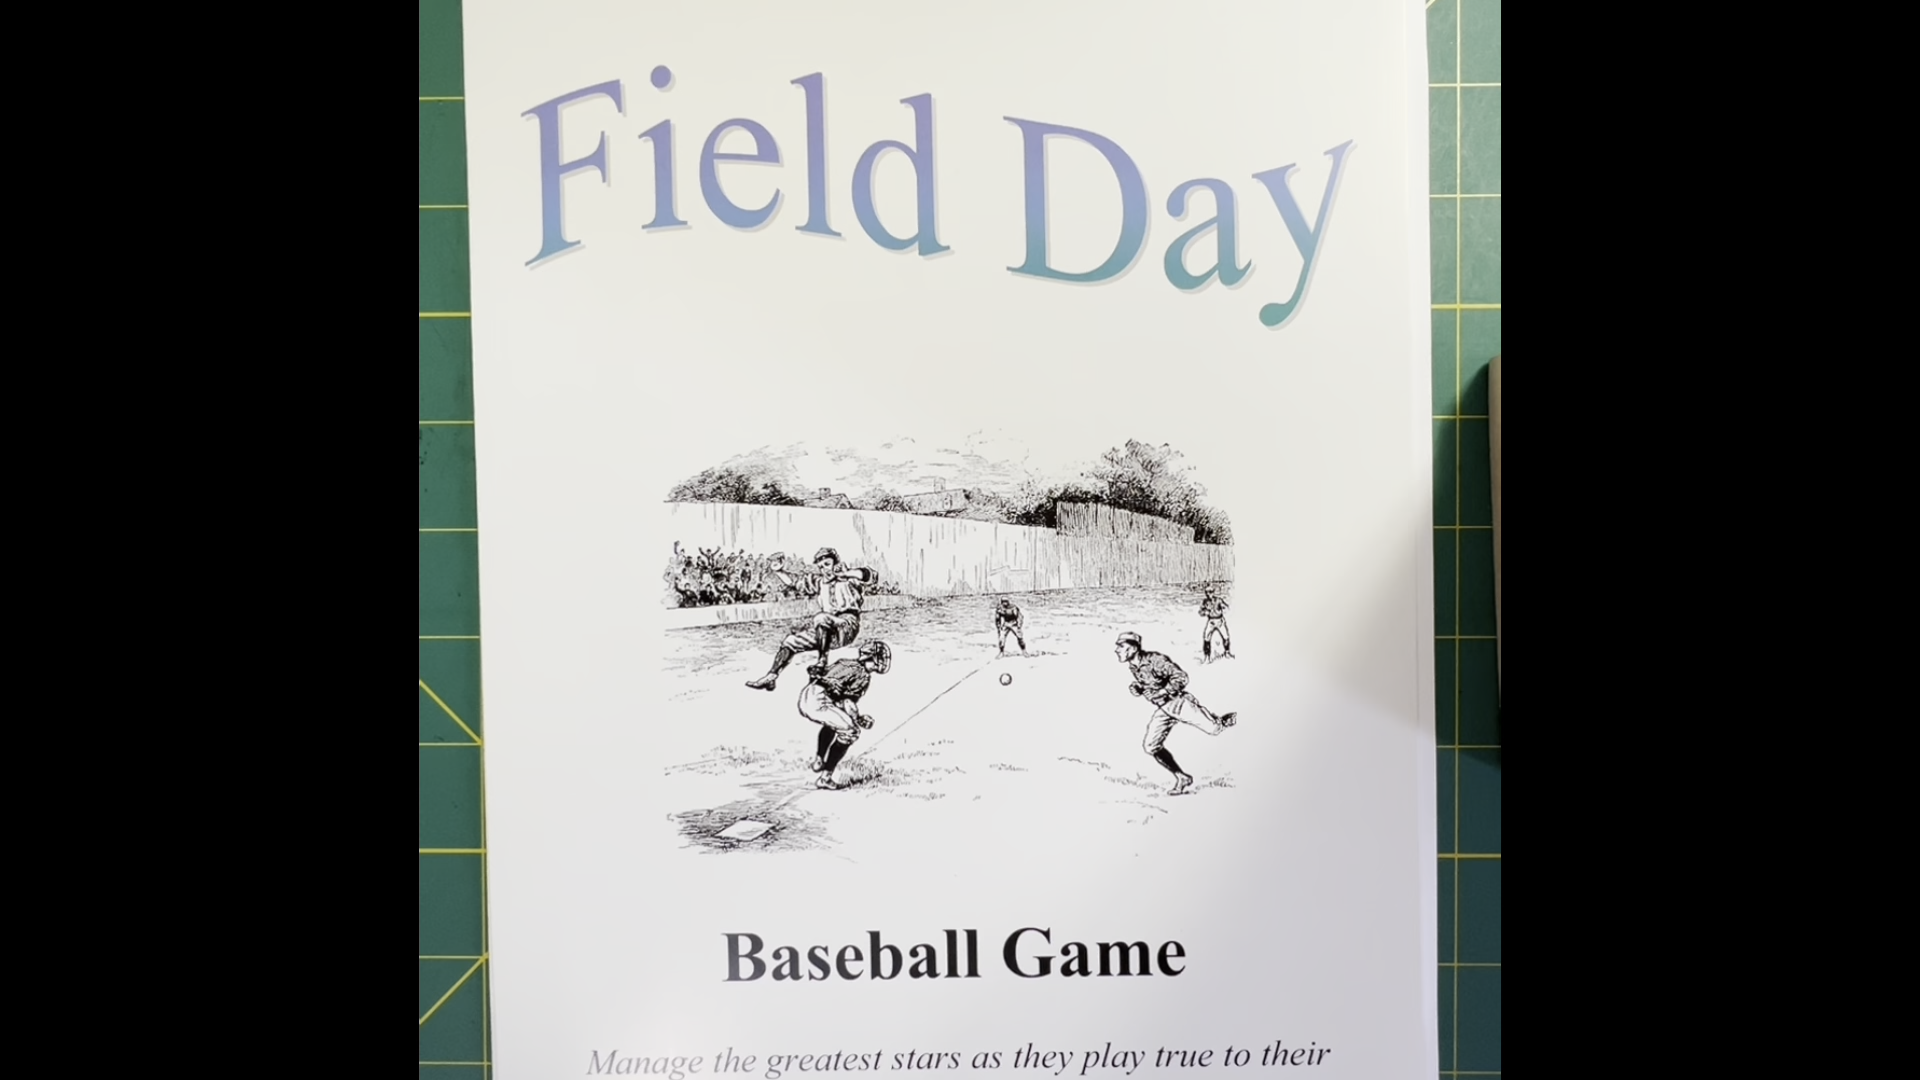 Field Day
Baseball Game
Manage the greatest stars as they play true to their